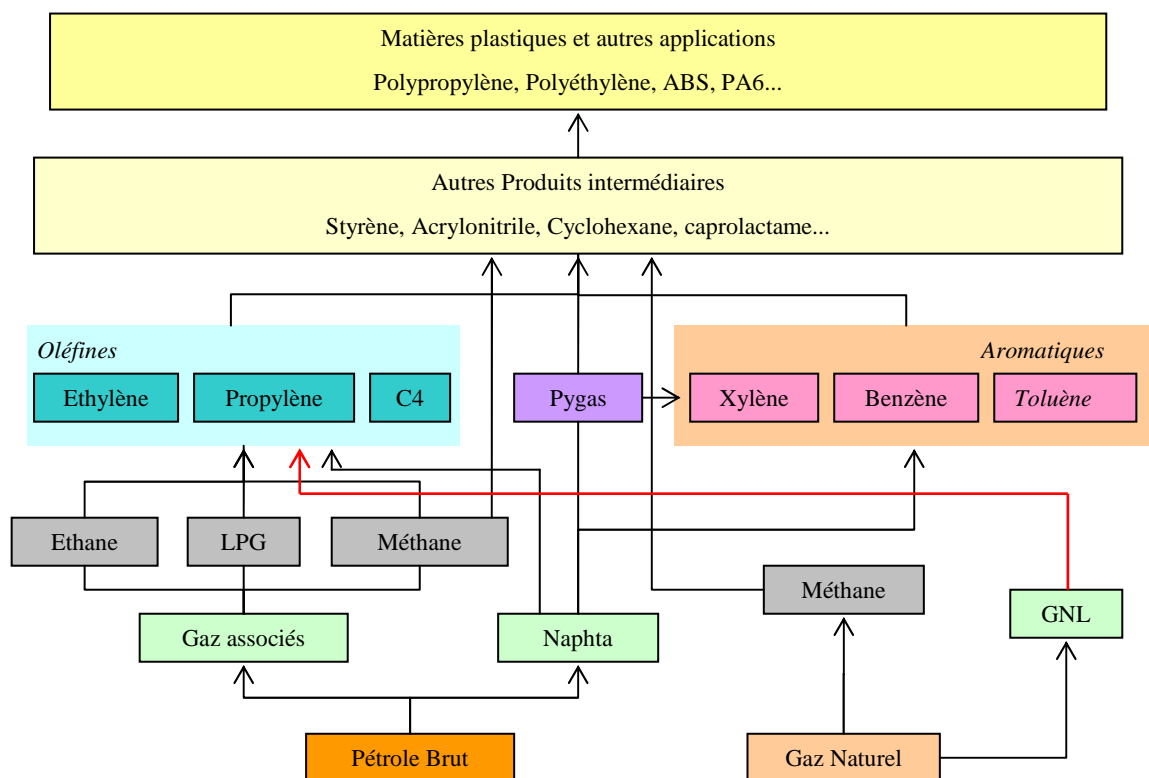 Matières plastiques et autres applications
Polypropylène, Polyéthylène, ABS, PA6...
Autres Produits intermédiaires
Styrène, Acrylonitrile, Cyclohexane, caprolactame...
Oléfines
Aromatiques
Ethylène
Propylène
C4
Pygas
Xylène
Benzène
Toluène
Ethane
LPG
Méthane
Méthane
GNL
Gaz associés
Naphta
Pétrole Brut
Gaz Naturel